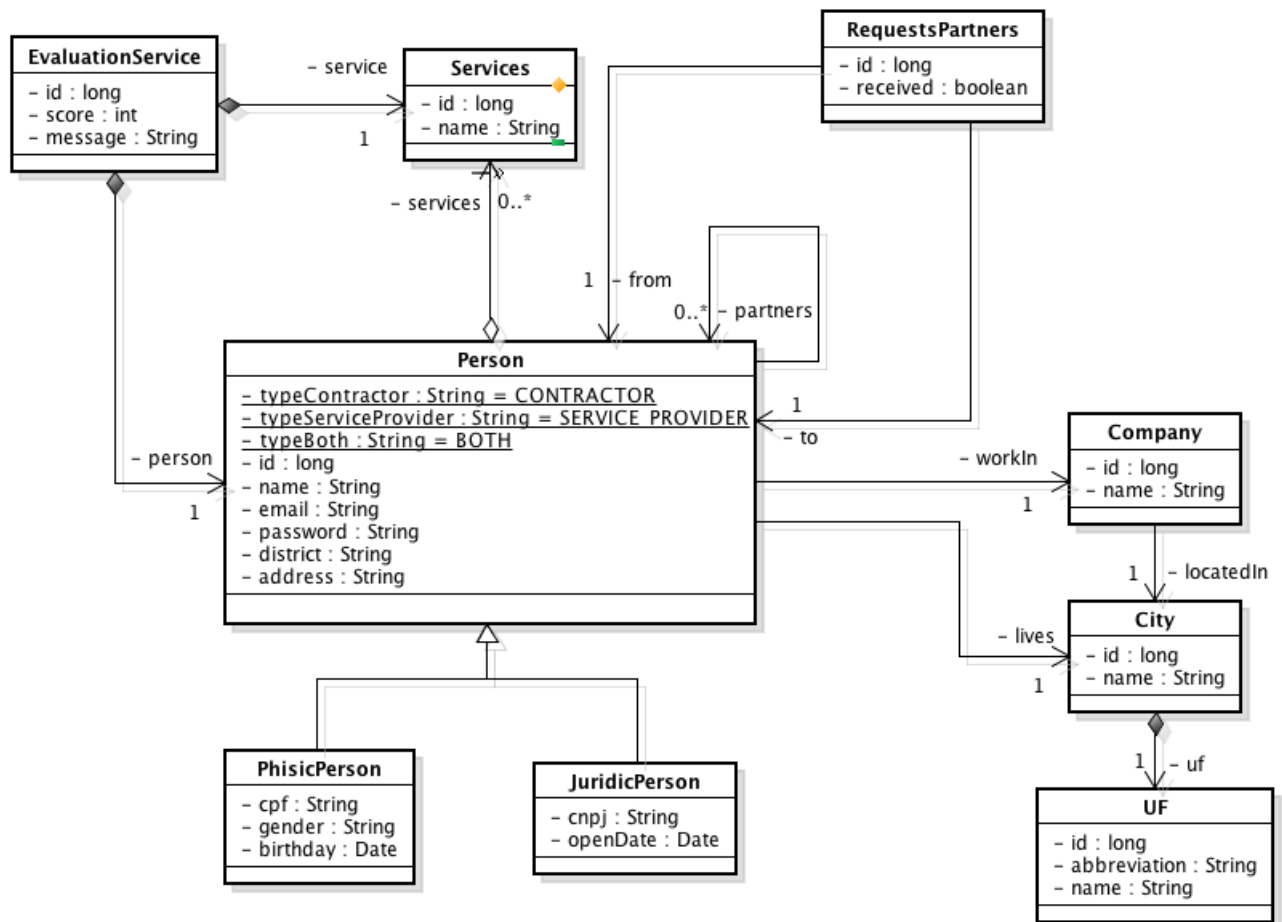 EvaluationService
- id : long
- score : int
- message : String
- service
1
Services
- id : long
- name : String
- services
0..*
RequestsPartners
- id : long
- received : boolean
1
- from
0..*
- partners
1
- to
- person
1
Person
- typeContractor : String = CONTRACTOR
- typeServiceProvider : String = SERVICE_PROVIDER
- typeBoth : String = BOTH
- id : long
- name : String
- email : String
- password : String
- district : String
- address : String
- workIn
1
Company
- id : long
- name : String
1
- locatedIn
- lives
1
City
- id : long
- name : String
1
- uf
UF
- id : long
- abbreviation : String
- name : String
PhisicPerson
- cpf : String
- gender : String
- birthday : Date
JuridicPerson
- cnpj : String
- openDate : Date